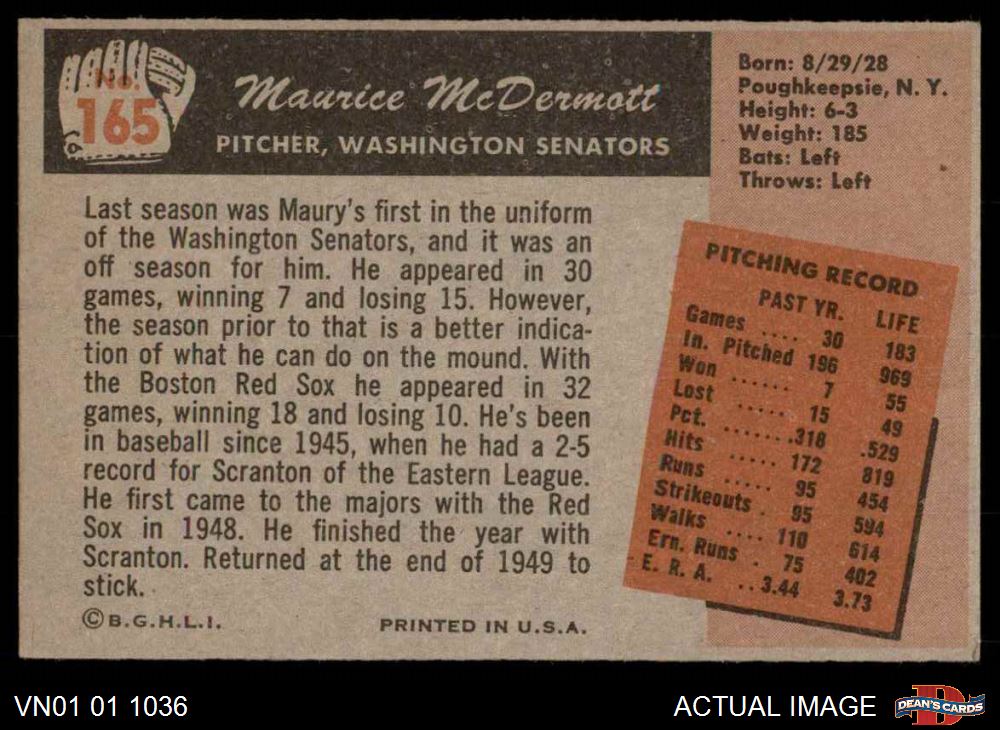 No.
165
Maurice McDermott
PITCHER, WASHINGTON SENATORS
Born: 8/29/28
Poughkeepsie, N. Y.
Height: 6-3
Weight: 185
Bats: Left
Throws: Left
Last season was Maury's first in the uniform
of the Washington Senators, and it was an
off season for him. He appeared in 30
games, winning 7 and losing 15. However,
the season prior to that is a better indica-
tion of what he can do on the mound. With
the Boston Red Sox he appeared in 32
games, winning 18 and losing 10. He's been
in baseball since 1945, when he had a 2-5
record for Scranton of the Eastern League.
He first came to the majors with the Red
Sox in 1948. He finished the year with
Scranton. Returned at the end of 1949 to
stick.
©B.G.H.L.I. PRINTED IN U.S.A.
PITCHING RECORD
PAST YR. LIFE
Games .... 30 183
In. Pitched 196 969
Won ...... 7 55
Lost ..... 15 49
Pct. .......318 .529
Hits ..... 172 819
Runs ..... 95 454
Strikeouts . 95 594
Walks .... 110 614
Ern. Runs . 75 402
E. R. A. ..3.44 3.73
VN01 01 1036
ACTUAL IMAGE
D
DEAN'S CARDS